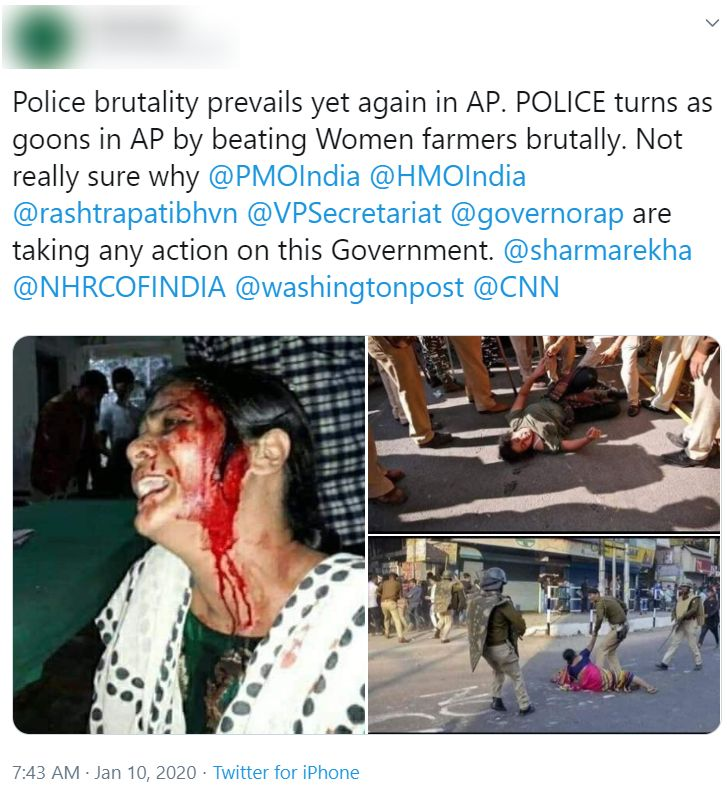 Police brutality prevails yet again in AP. POLICE turns as
goons in AP by beating Women farmers brutally. Not
really sure why @PMOIndia @HMOIndia
@rashtrapatibhvn @VPSecretariat @governorap are
taking any action on this Government. @sharmarekha
@NHRCOFINDIA @washingtonpost @CNN
7:43 AM · Jan 10, 2020 · Twitter for iPhone